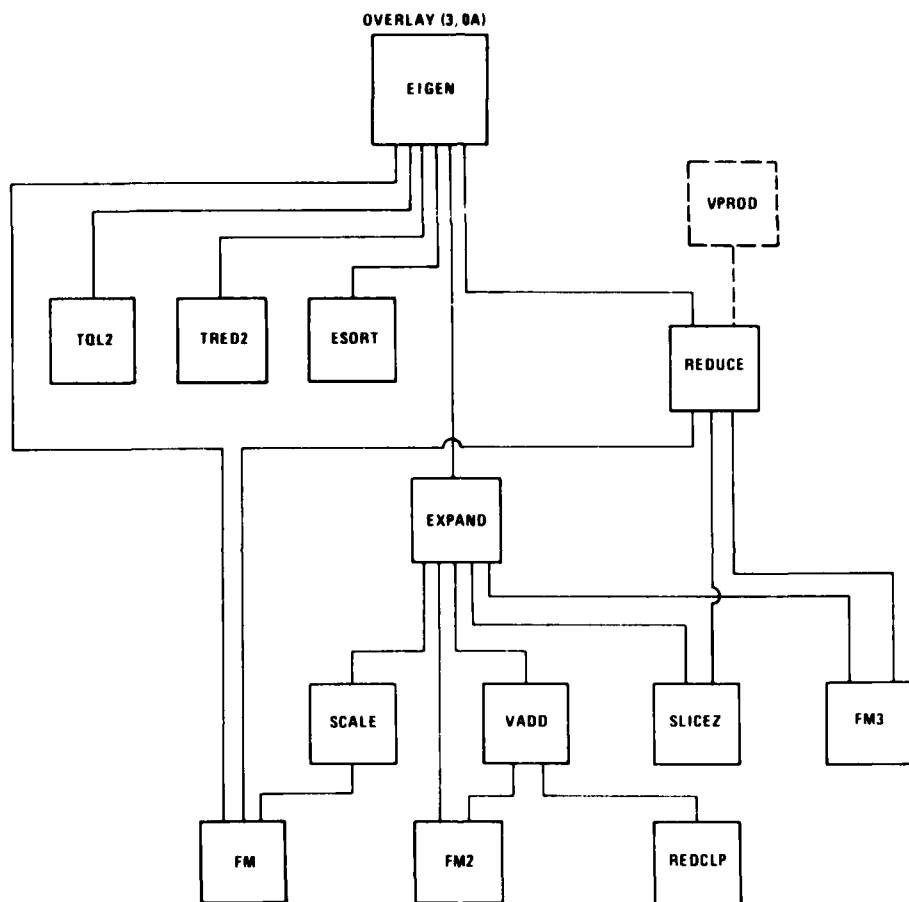 OVERLAY (3, 0A)
EIGEN
VPROD
TQL2
TRED2
ESORT
REDUCE
EXPAND
SCALE
VADD
SLICEZ
FM3
FM
FM2
REDCLP